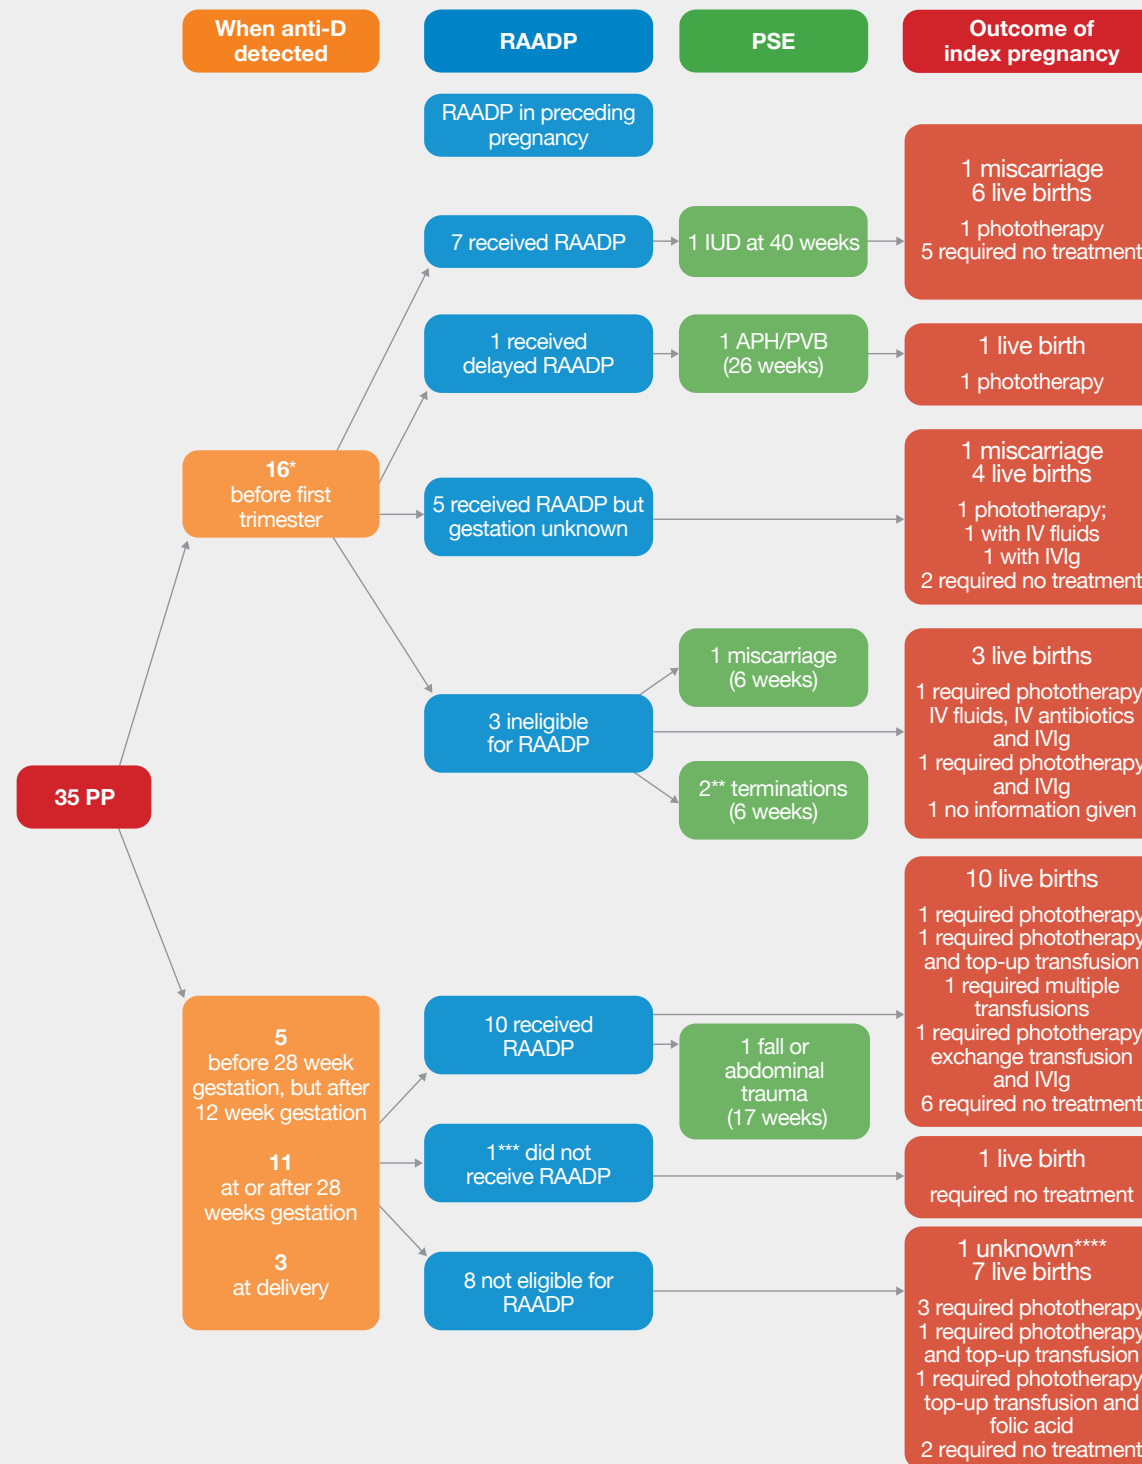 When anti-D
detected
RAADP
PSE
Outcome of
index pregnancy
RAADP in preceding
pregnancy
7 received RAADP
1 IUD at 40 weeks
1 miscarriage
6 live births
1 phototherapy
5 required no treatment
1 received
delayed RAADP
1 APH/PVB
(26 weeks)
1 live birth
1 phototherapy
16*
before first
trimester
5 received RAADP but
gestation unknown
1 miscarriage
4 live births
1 phototherapy;
1 with IV fluids
1 with IVIg
2 required no treatment
3 ineligible
for RAADP
1 miscarriage
(6 weeks)
2** terminations
(6 weeks)
3 live births
1 required phototherapy
IV fluids, IV antibiotics
and IVIg
1 required phototherapy
and IVIg
1 no information given
35 PP
5
before 28 week
gestation, but after
12 week gestation
11
at or after 28
weeks gestation
3
at delivery
10 received
RAADP
1 fall or
abdominal
trauma
(17 weeks)
10 live births
1 required phototherapy
1 required phototherapy
and top-up transfusion
1 required multiple
transfusions
1 required phototherapy
exchange transfusion
and IVIg
6 required no treatment
1*** did not
receive RAADP
1 live birth
required no treatment
8 not eligible for
RAADP
1 unknown****
7 live births
3 required phototherapy
1 required phototherapy
and top-up transfusion
1 required phototherapy
top-up transfusion and
folic acid
2 required no treatment